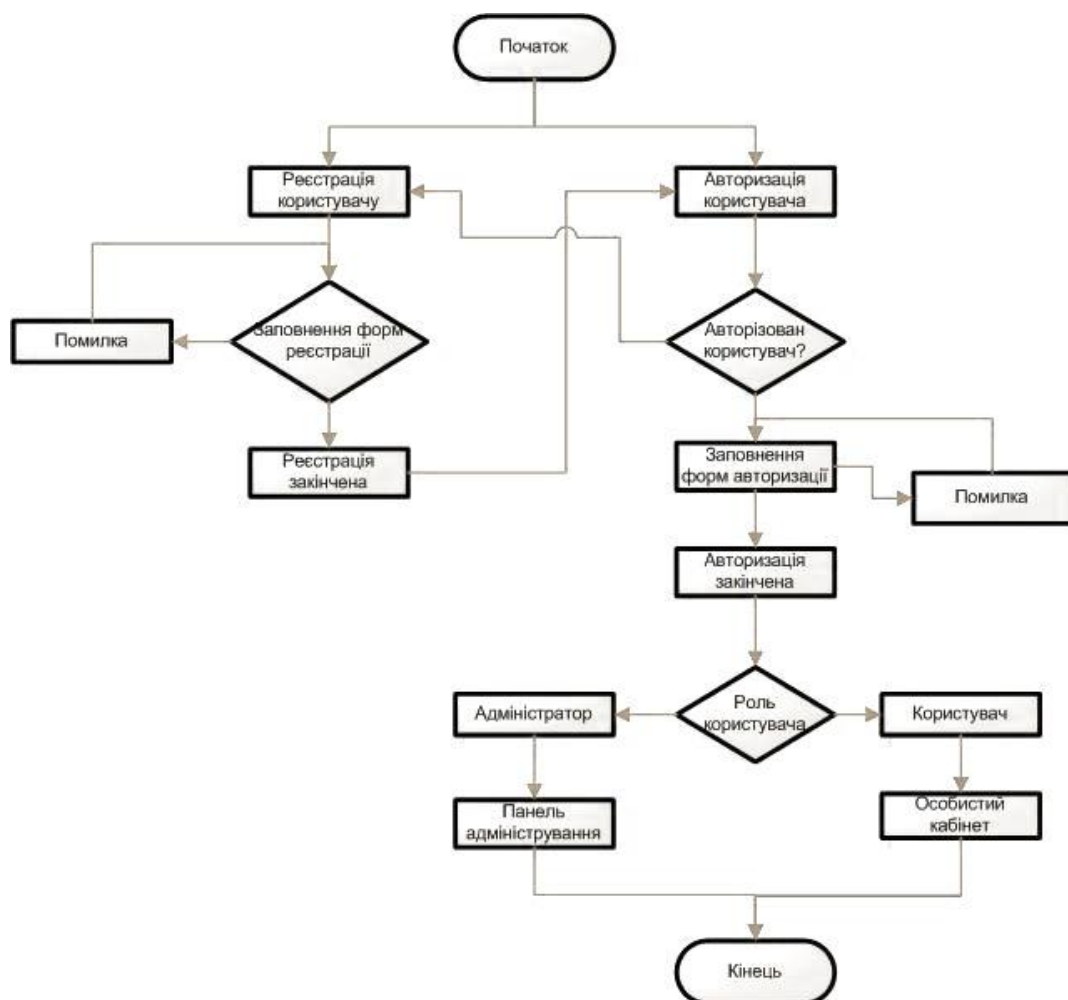 Початок
Реєстрація
користувачу
Авторизація
користувача
Помилка
Заповнення форм
реєстрації
Авторізован
користувач?
Реєстрація
закінчена
Заповнення
форм авторизації
Помилка
Авторизація
закінчена
Адміністратор
Роль
користувача
Користувач
Панель
адміністрування
Особистий
кабінет
Кінець